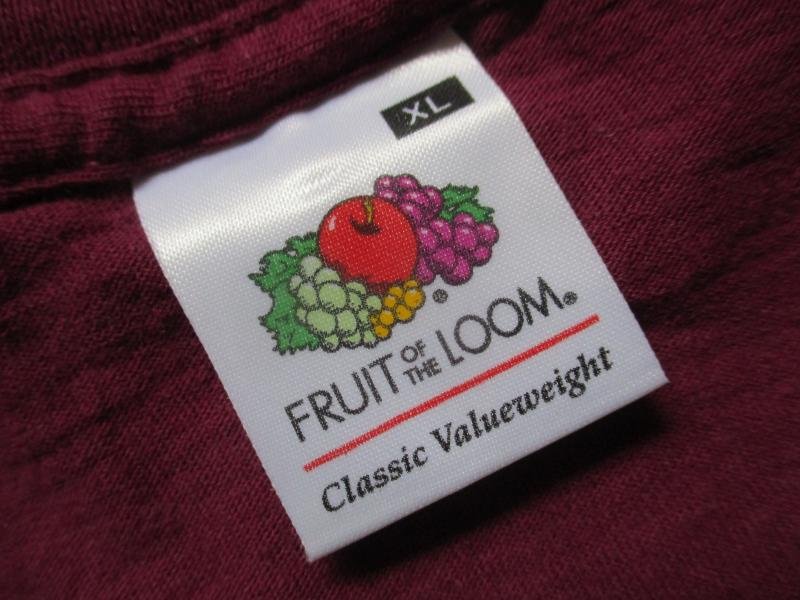 XL
®
FRUIT OF THE LOOM®
Classic Valueweight